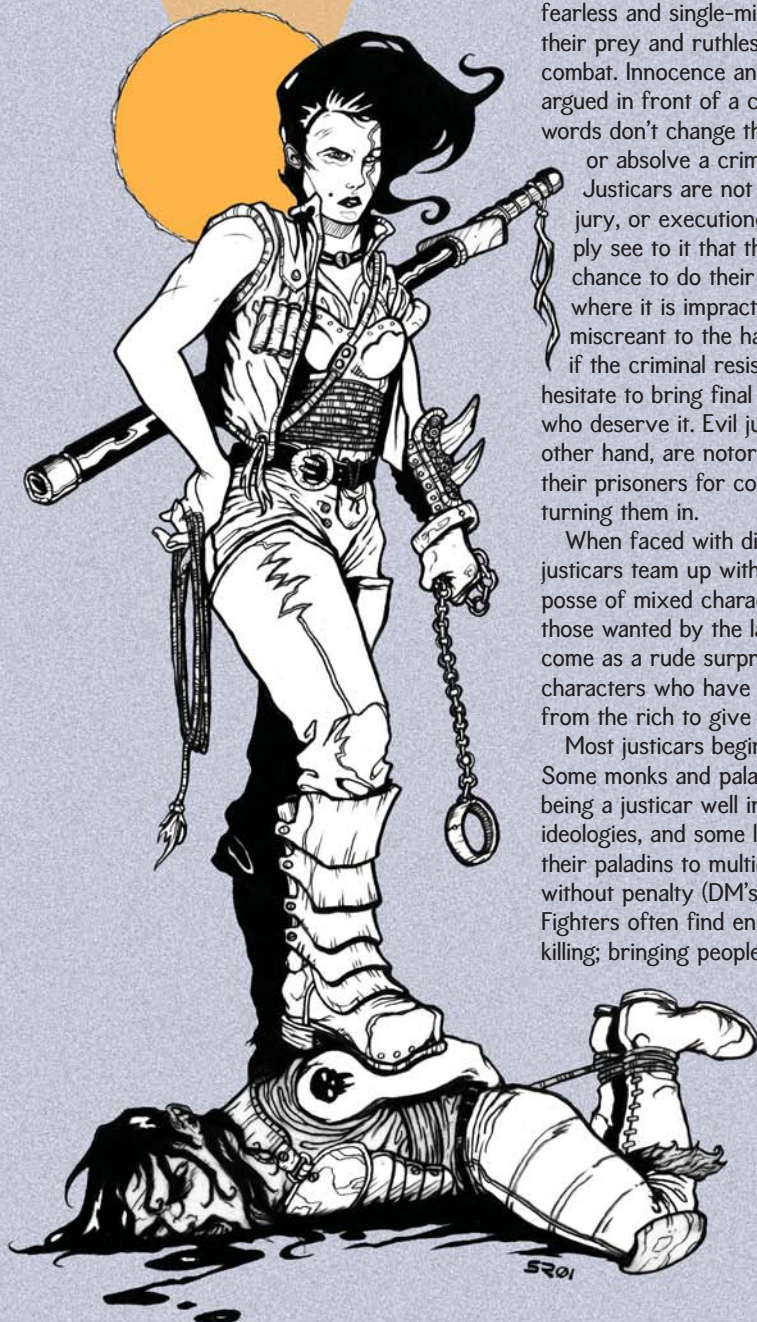 fearless and single-mi
their prey and ruthles
combat. Innocence an
argued in front of a c
words don't change th
or absolve a crim
Justicars are not
jury, or executione
ply see to it that th
chance to do their
where it is impract
miscreant to the ha
if the criminal resis
hesitate to bring final
who deserve it. Evil ju
other hand, are notor
their prisoners for co
turning them in.
When faced with di
justicars team up with
posse of mixed charac
those wanted by the la
come as a rude surpr
characters who have
from the rich to give
Most justicars begin
Some monks and pala
being a justicar well in
ideologies, and some l
their paladins to multic
without penalty (DM's
Fighters often find en
killing; bringing people
SR01